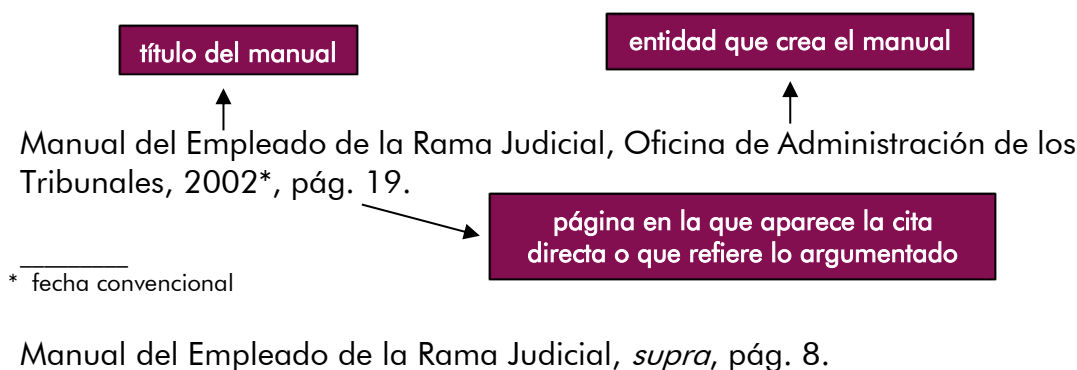 título del manual
entidad que crea el manual
Manual del Empleado de la Rama Judicial, Oficina de Administración de los
Tribunales, 2002*, pág. 19.
página en la que aparece la cita
directa o que refiere lo argumentado
* fecha convencional
Manual del Empleado de la Rama Judicial, supra, pág. 8.